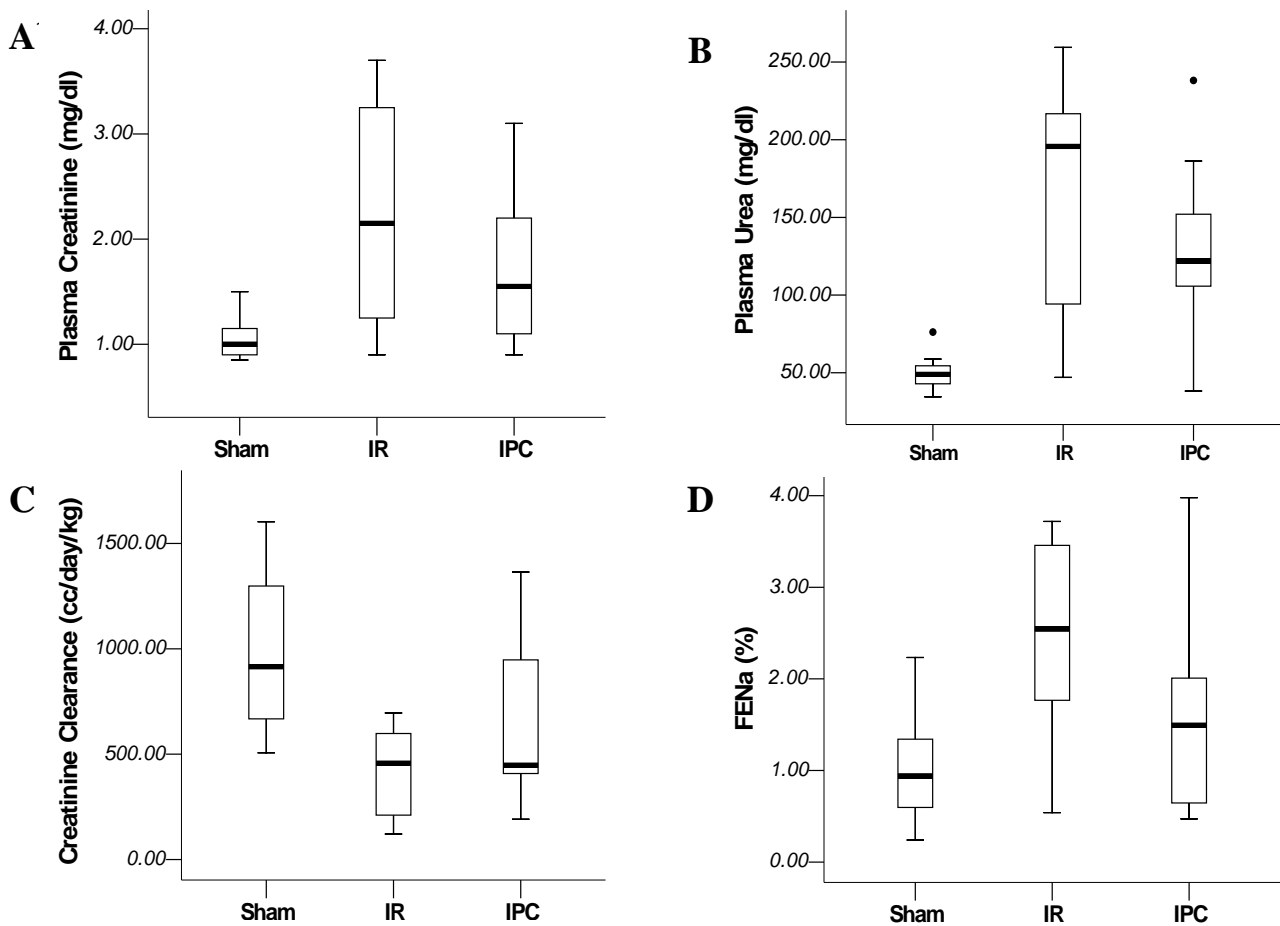 A
Plasma Creatinine (mg/dl)
4.00
3.00
2.00
1.00
Sham IR IPC
B
Plasma Urea (mg/dl)
250.00
200.00
150.00
100.00
50.00
Sham IR IPC
C
Creatinine Clearance (cc/day/kg)
1500.00
1000.00
500.00
0.00
Sham IR IPC
D
FENa (%)
4.00
3.00
2.00
1.00
0.00
Sham IR IPC